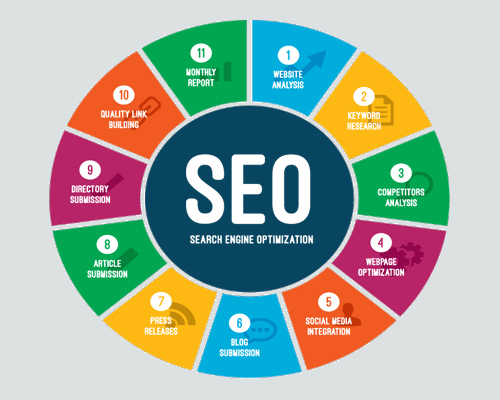 1
WEBSITE
ANALYSIS
2
KEYWORD
RESEARCH
3
COMPETITORS
ANALYSIS
4
WEBPAGE
OPTIMIZATION
5
SOCIAL MEDIA
INTEGRATION
6
BLOG
SUBMISSION
7
PRESS
RELEASES
8
ARTICLE
SUBMISSION
9
DIRECTORY
SUBMISSION
10
QUALITY LINK
BUILDING
11
MONTHLY
REPORT
SEO
SEARCH ENGINE OPTIMIZATION